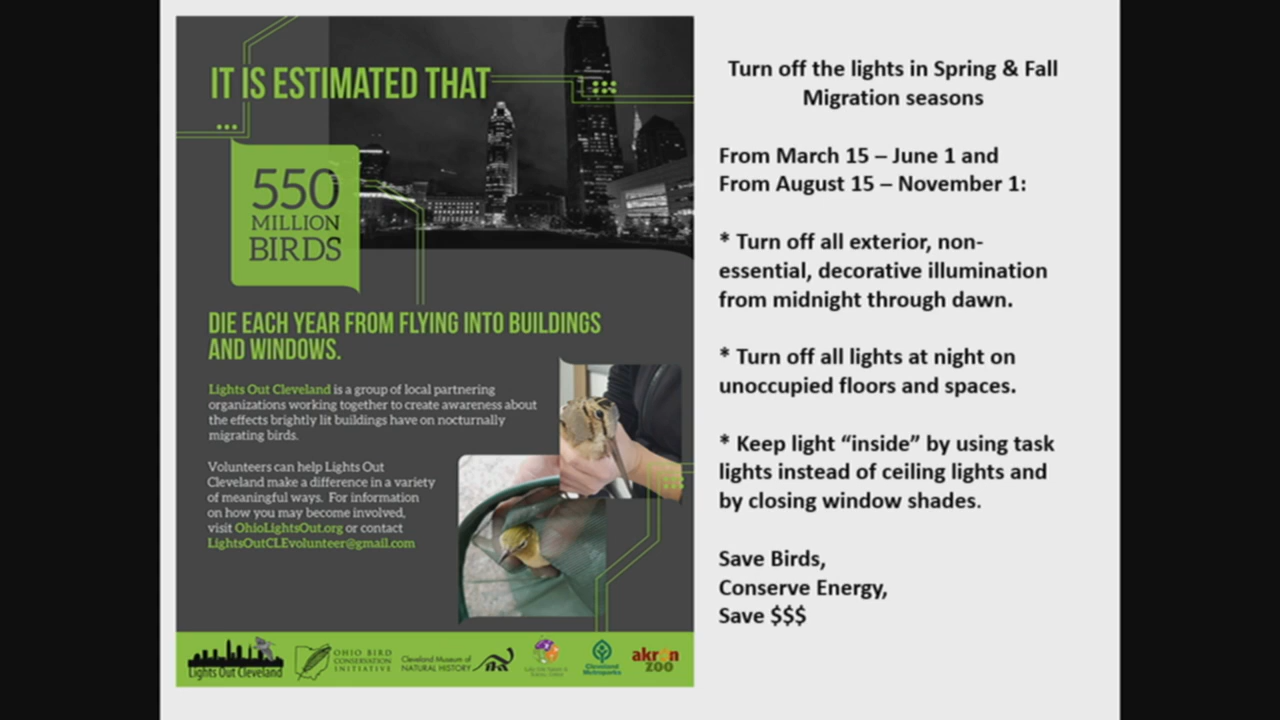 IT IS ESTIMATED THAT
550
MILLION
BIRDS
DIE EACH YEAR FROM FLYING INTO BUILDINGS
AND WINDOWS.
Lights Out Cleveland is a group of local partnering
organizations working together to create awareness about
the effects brightly lit buildings have on nocturnally
migrating birds.
Volunteers can help Lights Out
Cleveland make a difference in a variety
of meaningful ways. For information
on how you may become involved,
visit OhioLightsOut.org or contact
LightsOutCLEvolunteer@gmail.com
Lights Out Cleveland
OHIO BIRD
CONSERVATION
INITIATIVE
Cleveland Museum of
NATURAL HISTORY
Cleveland
Metroparks
akron
ZOO
Turn off the lights in Spring & Fall
Migration seasons
From March 15 – June 1 and
From August 15 – November 1:
* Turn off all exterior, non-
essential, decorative illumination
from midnight through dawn.
* Turn off all lights at night on
unoccupied floors and spaces.
* Keep light “inside” by using task
lights instead of ceiling lights and
by closing window shades.
Save Birds,
Conserve Energy,
Save $$$